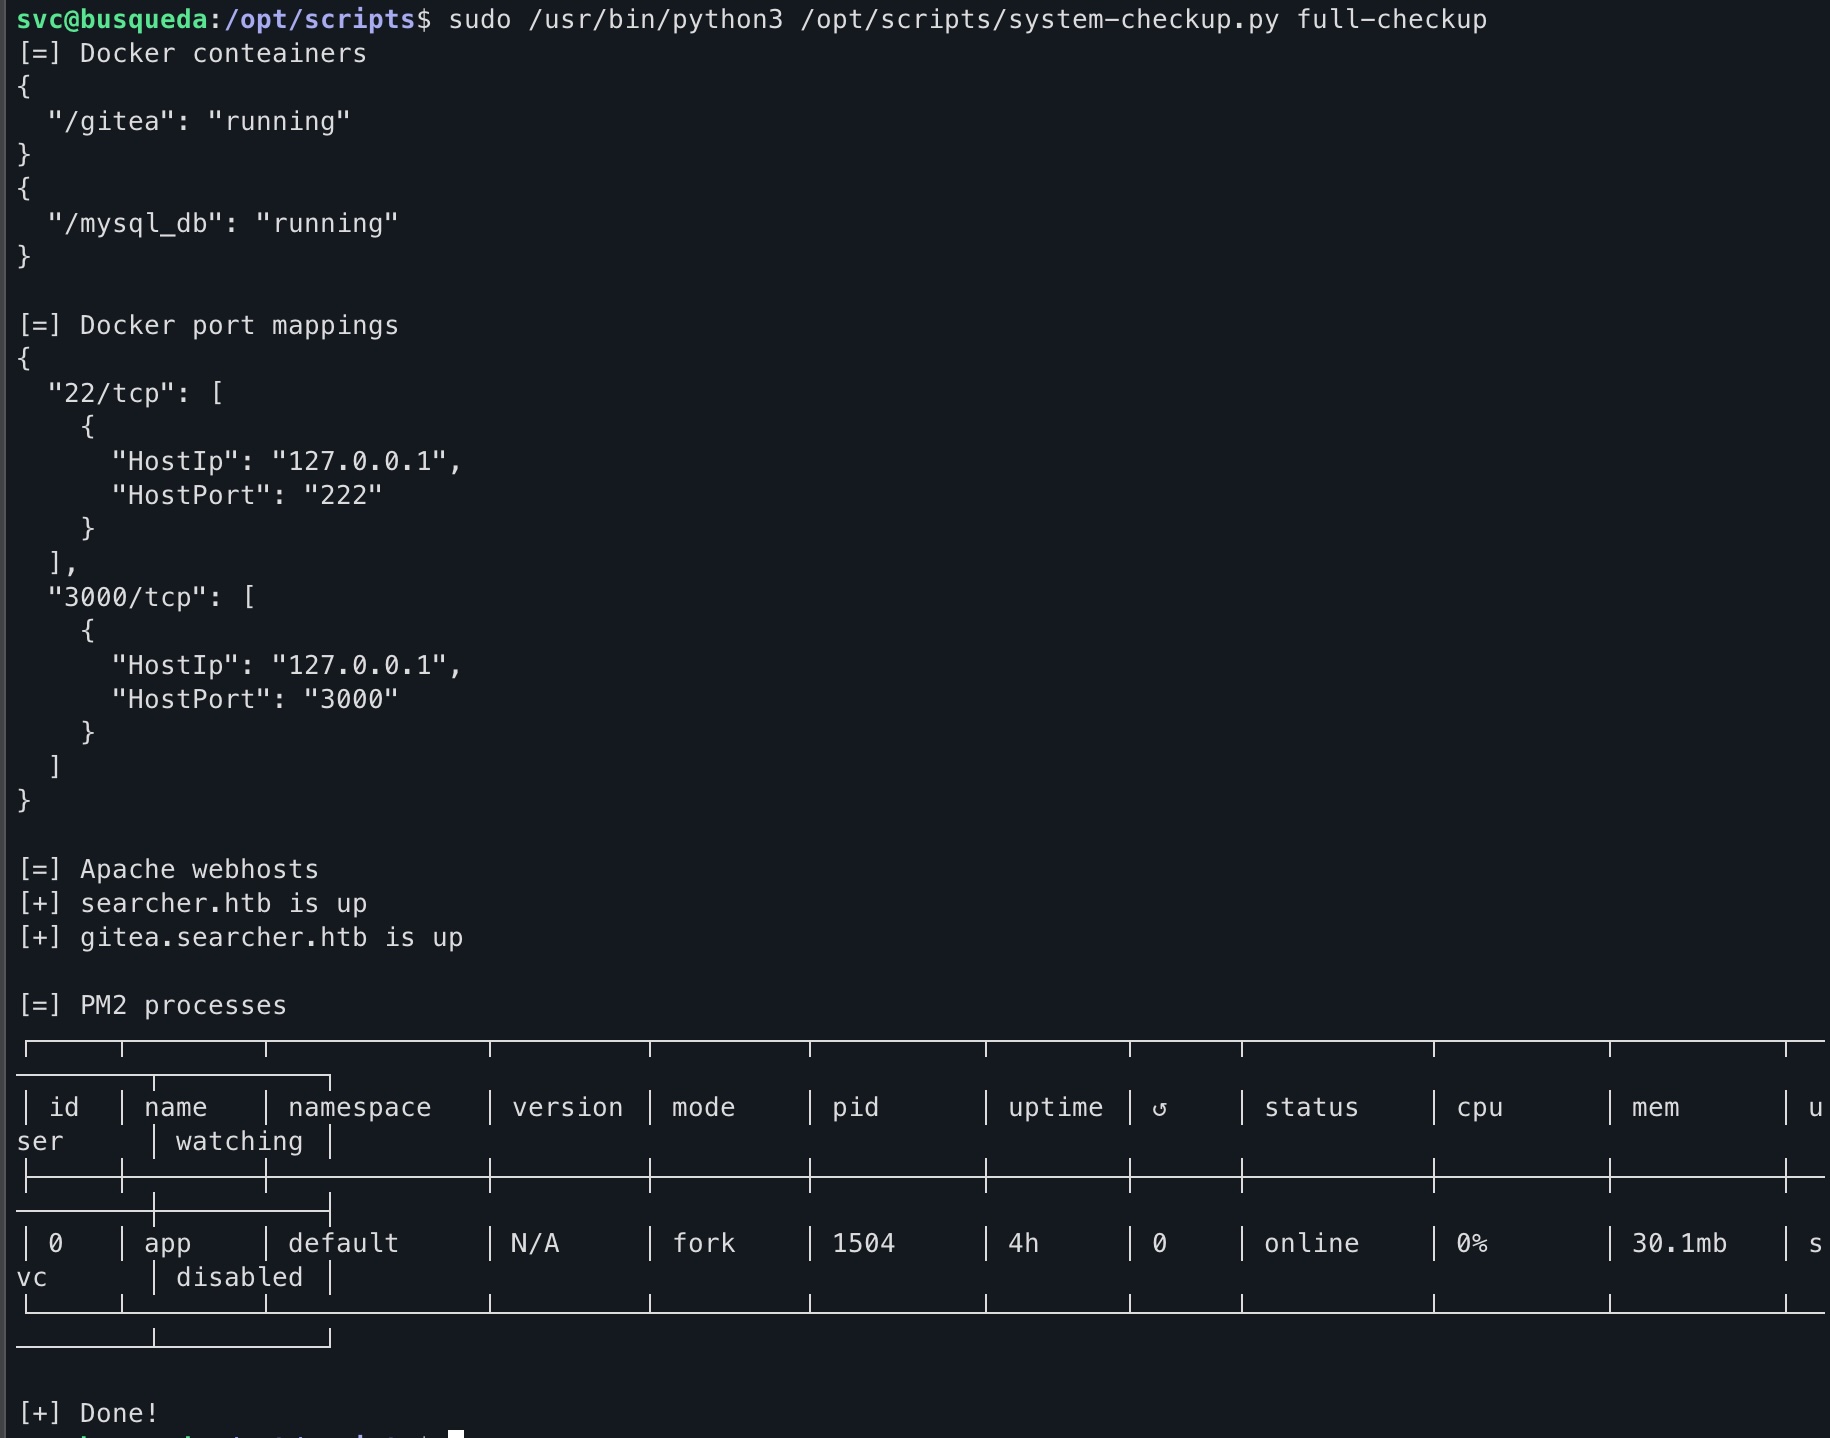 svc@busqueda:/opt/scripts$ sudo /usr/bin/python3 /opt/scripts/system-checkup.py full-checkup
[=] Docker conteainers
{
  "/gitea": "running"
}
{
  "/mysql_db": "running"
}

[=] Docker port mappings
{
  "22/tcp": [
    {
      "HostIp": "127.0.0.1",
      "HostPort": "222"
    }
  ],
  "3000/tcp": [
    {
      "HostIp": "127.0.0.1",
      "HostPort": "3000"
    }
  ]
}

[=] Apache webhosts
[+] searcher.htb is up
[+] gitea.searcher.htb is up

[=] PM2 processes
│ id │ name │ namespace │ version │ mode │ pid │ uptime │ ↺ │ status │ cpu │ mem │ u
ser │ watching │
│ 0 │ app │ default │ N/A │ fork │ 1504 │ 4h │ 0 │ online │ 0% │ 30.1mb │ s
vc │ disabled │

[+] Done!